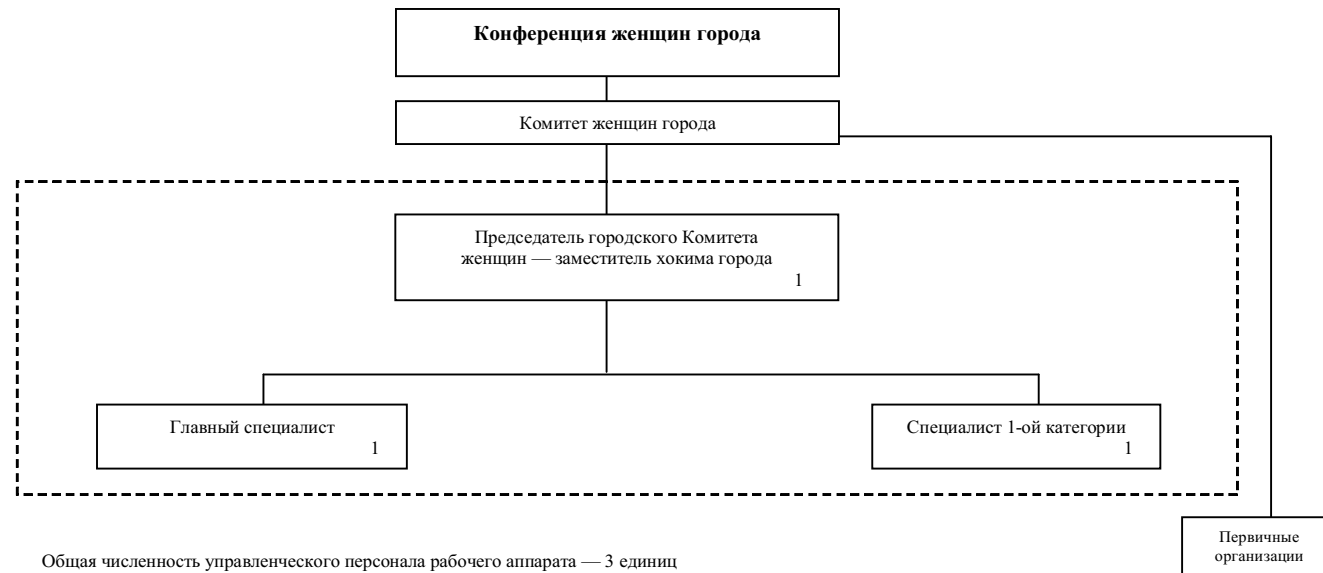 Конференция женщин города
Комитет женщин города
Председатель городского Комитета
женщин — заместитель хокима города
1
Главный специалист
1
Специалист 1-ой категории
1
Первичные
организации
Общая численность управленческого персонала рабочего аппарата — 3 единиц